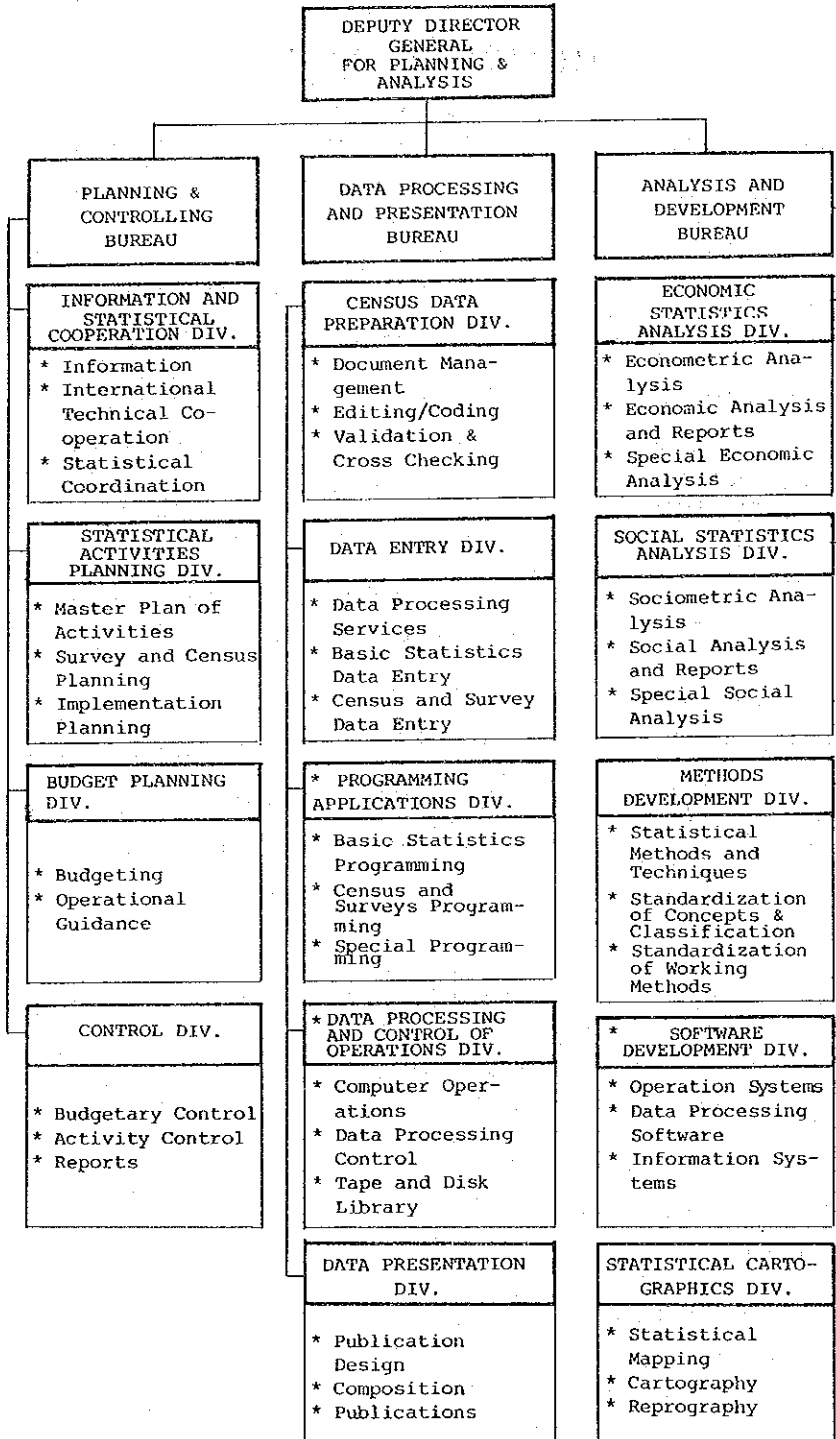 DEPUTY DIRECTOR
GENERAL
FOR PLANNING &
ANALYSIS
PLANNING &
CONTROLLING
BUREAU
INFORMATION AND
STATISTICAL
COOPERATION DIV.
* Information
* International
Technical Co-
operation
* Statistical
Coordination
STATISTICAL
ACTIVITIES
PLANNING DIV.
* Master Plan of
Activities
* Survey and Census
Planning
* Implementation
Planning
BUDGET PLANNING
DIV.
* Budgeting
* Operational
Guidance
CONTROL DIV.
* Budgetary Control
* Activity Control
* Reports
DATA PROCESSING
AND PRESENTATION
BUREAU
CENSUS DATA
PREPARATION DIV.
* Document Mana-
gement
* Editing/Coding
* Validation &
Cross Checking
DATA ENTRY DIV.
* Data Processing
Services
* Basic Statistics
Data Entry
* Census and Survey
Data Entry
* PROGRAMMING
APPLICATIONS DIV.
* Basic Statistics
Programming
* Census and
Surveys Program-
ming
* Special Program-
ming
* DATA PROCESSING
AND CONTROL OF
OPERATIONS DIV.
* Computer Oper-
ations
* Data Processing
Control
* Tape and Disk
Library
DATA PRESENTATION
DIV.
* Publication
Design
* Composition
* Publications
ANALYSIS AND
DEVELOPMENT
BUREAU
ECONOMIC
STATISTICS
ANALYSIS DIV.
* Econometric Ana-
lysis
* Economic Analysis
and Reports
* Special Economic
Analysis
SOCIAL STATISTICS
ANALYSIS DIV.
* Sociometric Ana-
lysis
* Social Analysis
and Reports
* Special Social
Analysis
METHODS
DEVELOPMENT DIV.
* Statistical
Methods and
Techniques
* Standardization
of Concepts &
Classification
* Standardization
of Working
Methods
* SOFTWARE
DEVELOPMENT DIV.
* Operation Systems
* Data Processing
Software
* Information Sys-
tems
STATISTICAL CARTO-
GRAPHICS DIV.
* Statistical
Mapping
* Cartography
* Reprography